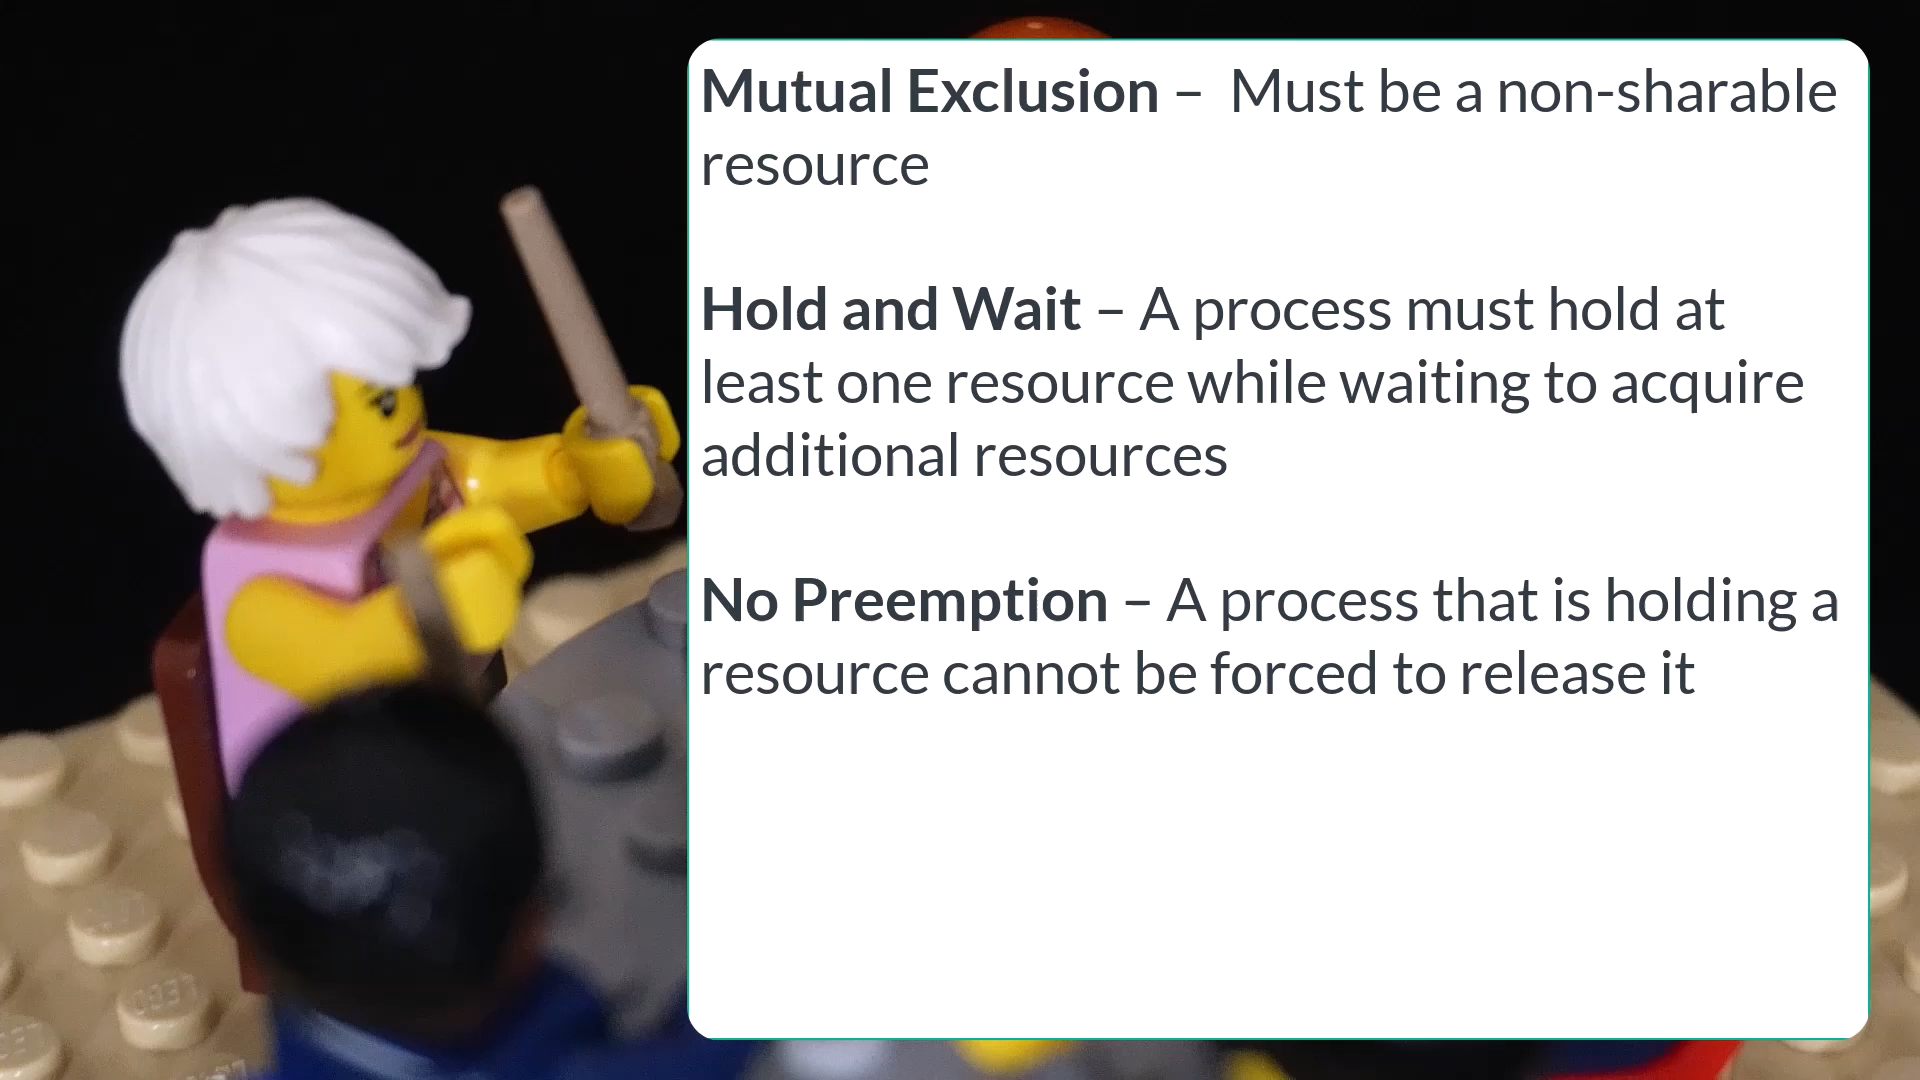 Mutual Exclusion –  Must be a non-sharable
resource
Hold and Wait – A process must hold at
least one resource while waiting to acquire
additional resources
No Preemption – A process that is holding a
resource cannot be forced to release it
LEGO